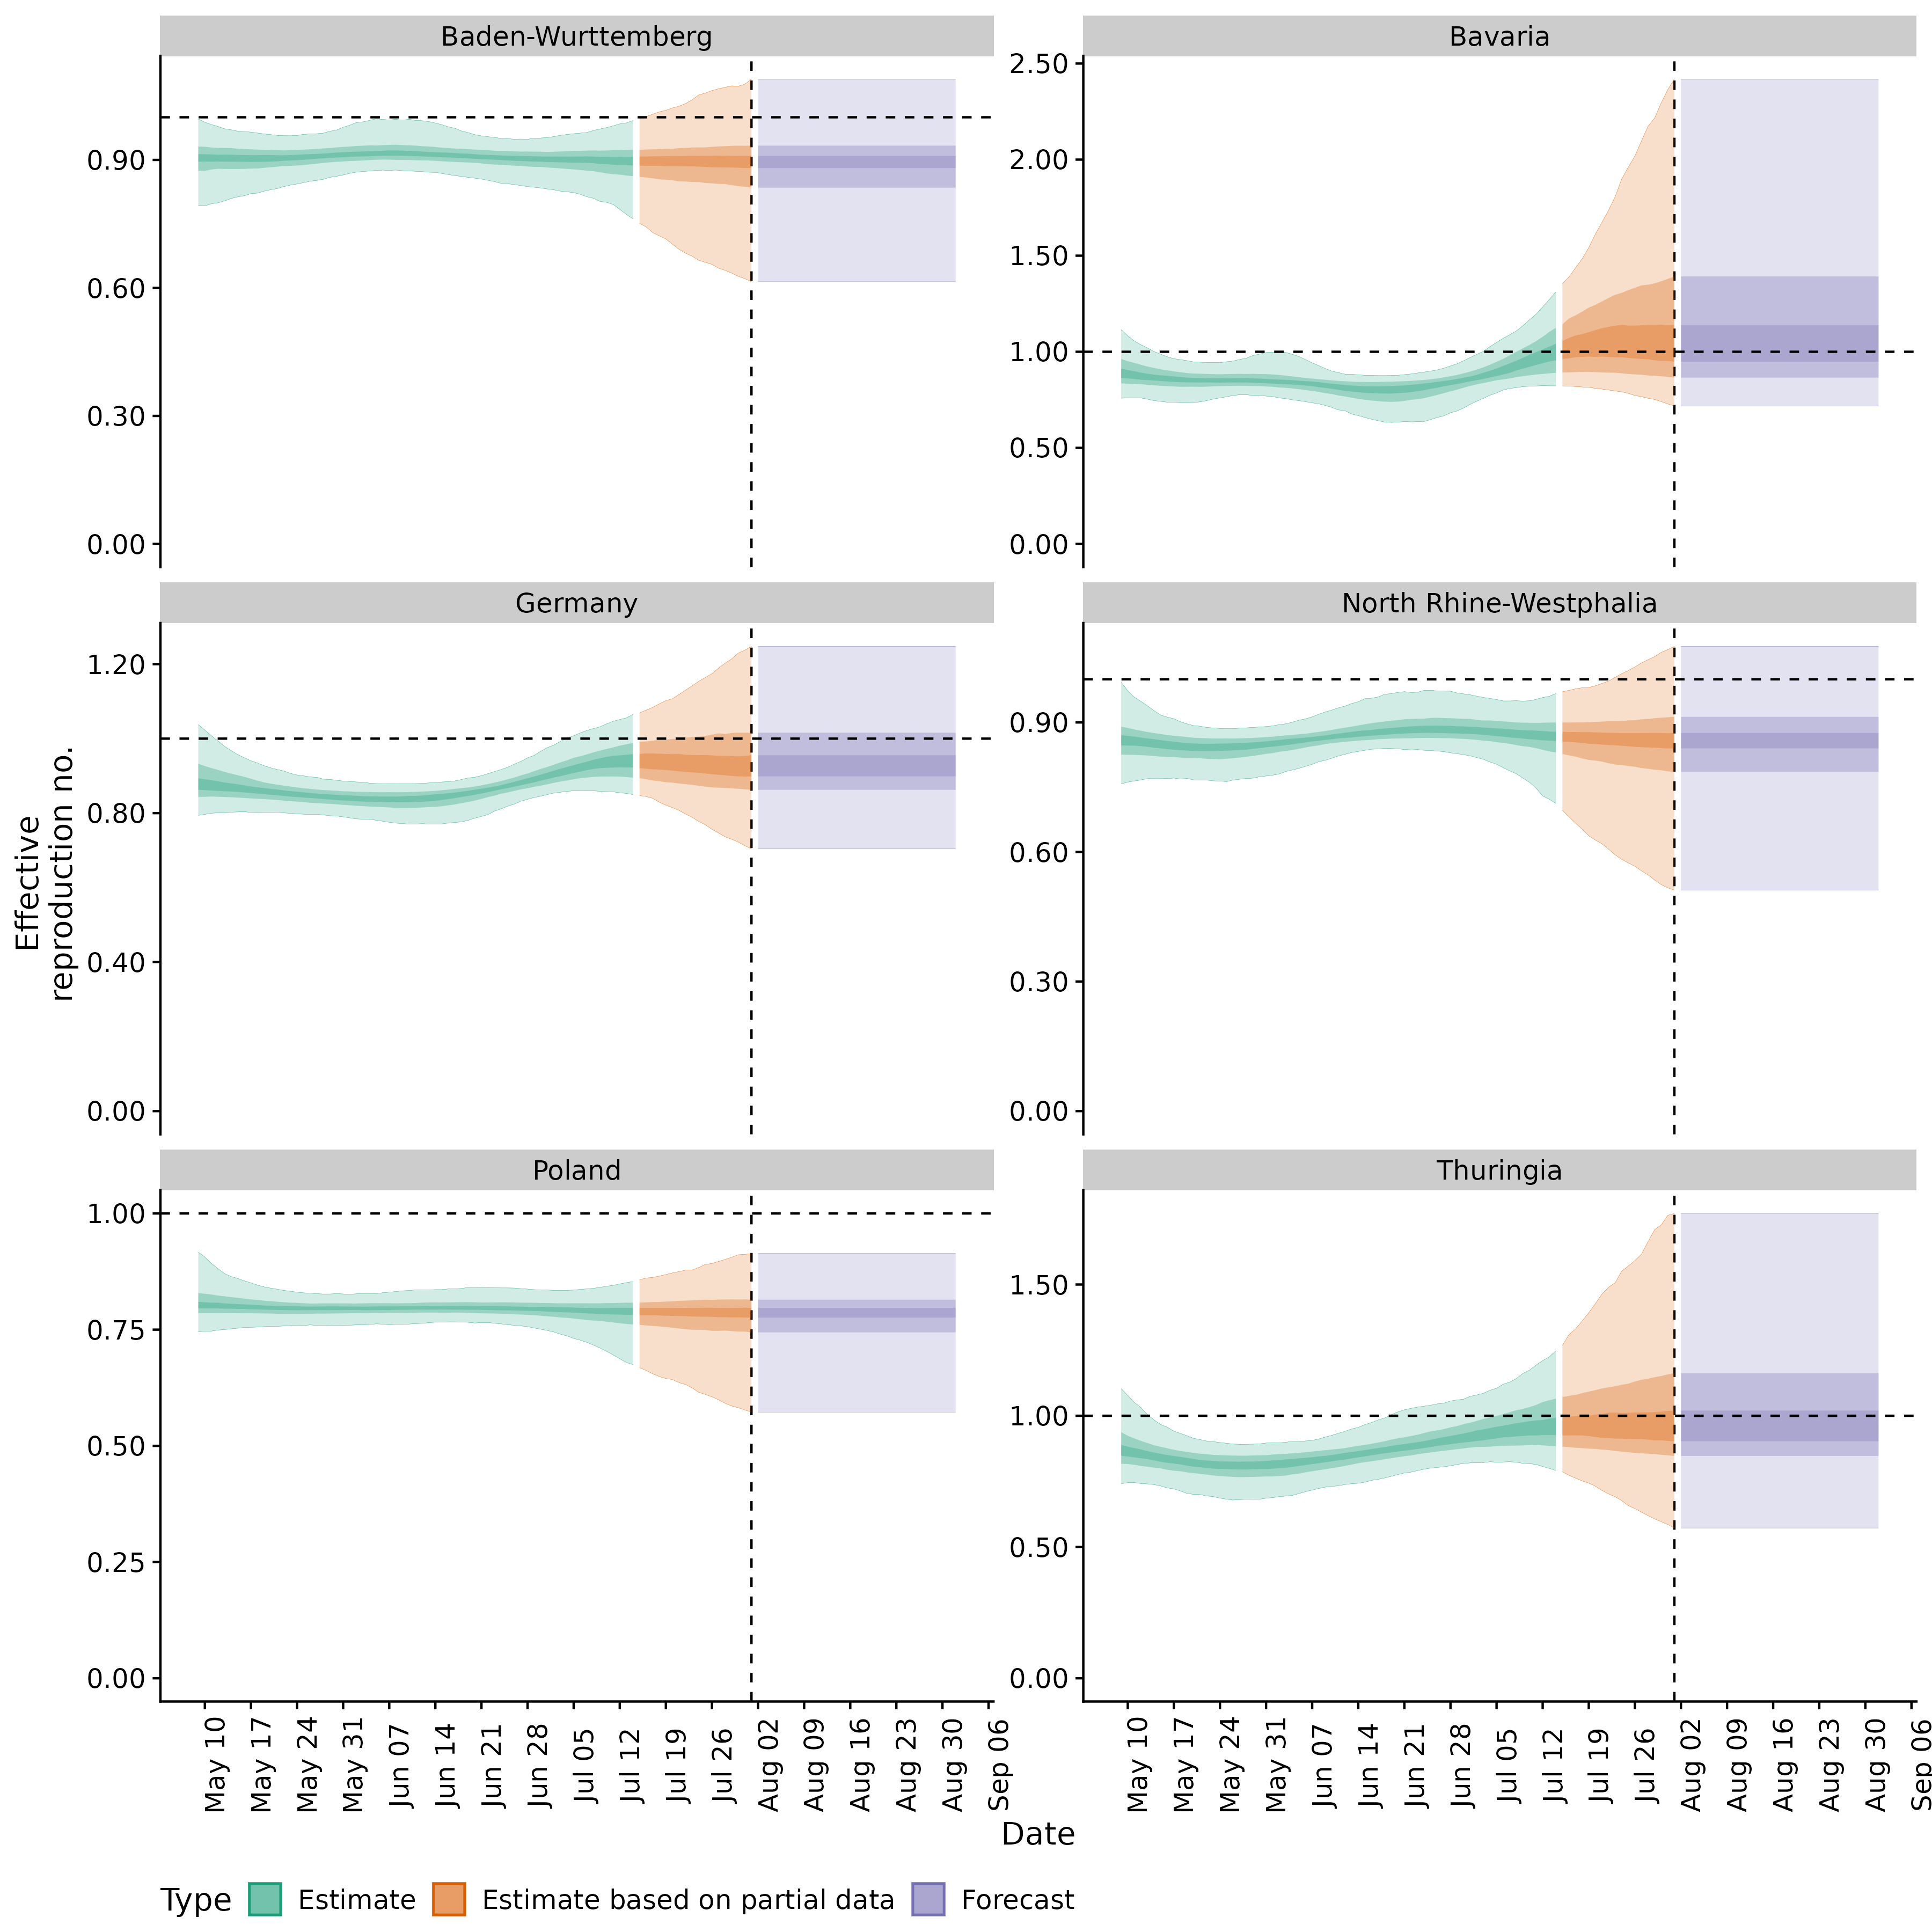 Baden-Wurttemberg
0.90
0.60
0.30
0.00
Bavaria
2.50
2.00
1.50
1.00
0.50
0.00
Germany
1.20
0.80
0.40
0.00
North Rhine-Westphalia
0.90
0.60
0.30
0.00
Effective
reproduction no.
Poland
1.00
0.75
0.50
0.25
0.00
Thuringia
1.50
1.00
0.50
0.00
May 10
May 17
May 24
May 31
Jun 07
Jun 14
Jun 21
Jun 28
Jul 05
Jul 12
Jul 19
Jul 26
Aug 02
Aug 09
Aug 16
Aug 23
Aug 30
Sep 06
May 10
May 17
May 24
May 31
Jun 07
Jun 14
Jun 21
Jun 28
Jul 05
Jul 12
Jul 19
Jul 26
Aug 02
Aug 09
Aug 16
Aug 23
Aug 30
Sep 06
Date
Type Estimate Estimate based on partial data Forecast